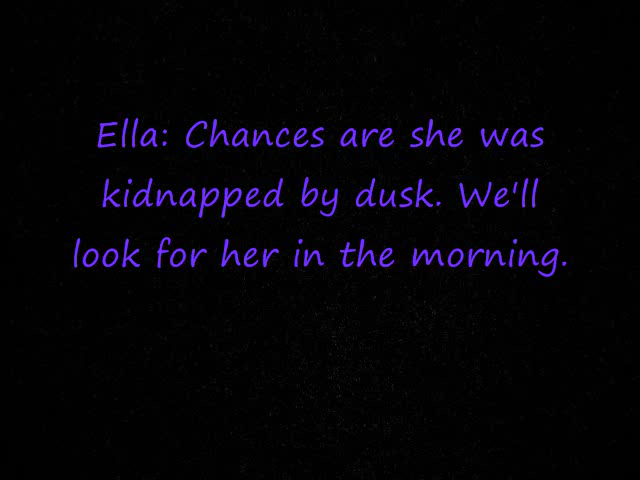 Ella: Chances are she was
kidnapped by dusk. We'll
look for her in the morning.